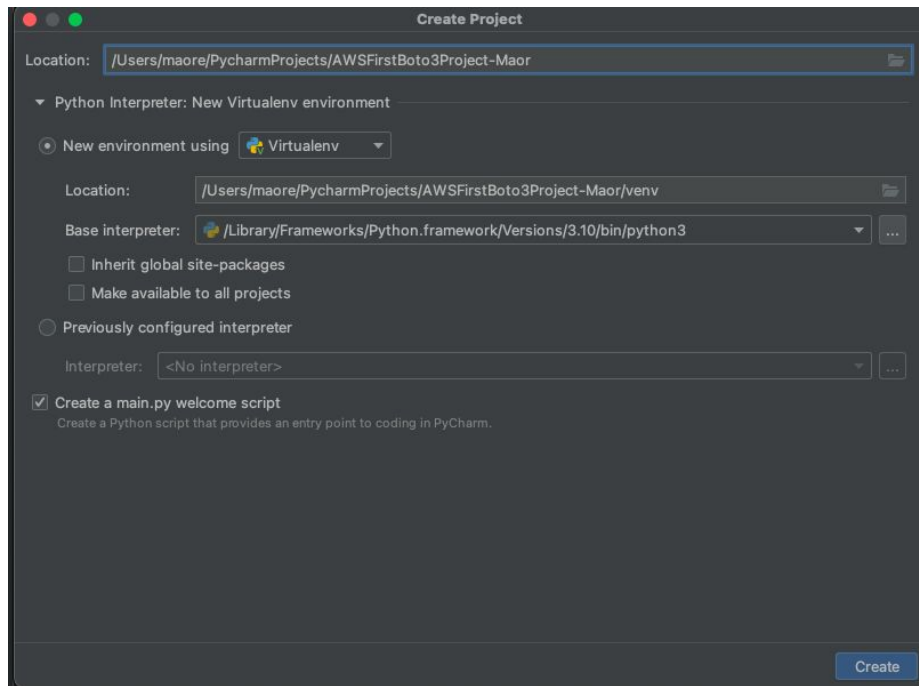 Create Project
Location: /Users/maore/PycharmProjects/AWSFirstBoto3Project-Maor
Python Interpreter: New Virtualenv environment
New environment using Virtualenv
Location: /Users/maore/PycharmProjects/AWSFirstBoto3Project-Maor/venv
Base interpreter: /Library/Frameworks/Python.framework/Versions/3.10/bin/python3 ...
Inherit global site-packages
Make available to all projects
Previously configured interpreter
Interpreter: <No interpreter> ...
Create a main.py welcome script
Create a Python script that provides an entry point to coding in PyCharm.
Create